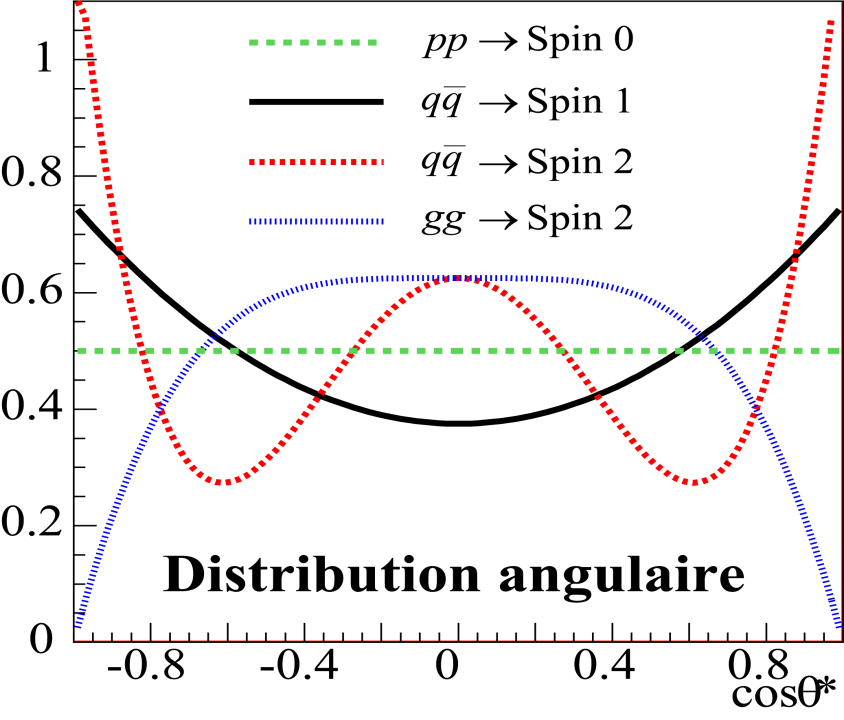 1
0.8
0.6
0.4
0.2
0
pp → Spin 0
qq̄ → Spin 1
qq̄ → Spin 2
gg → Spin 2
Distribution angulaire
-0.8 -0.4 0 0.4 0.8
cosθ*